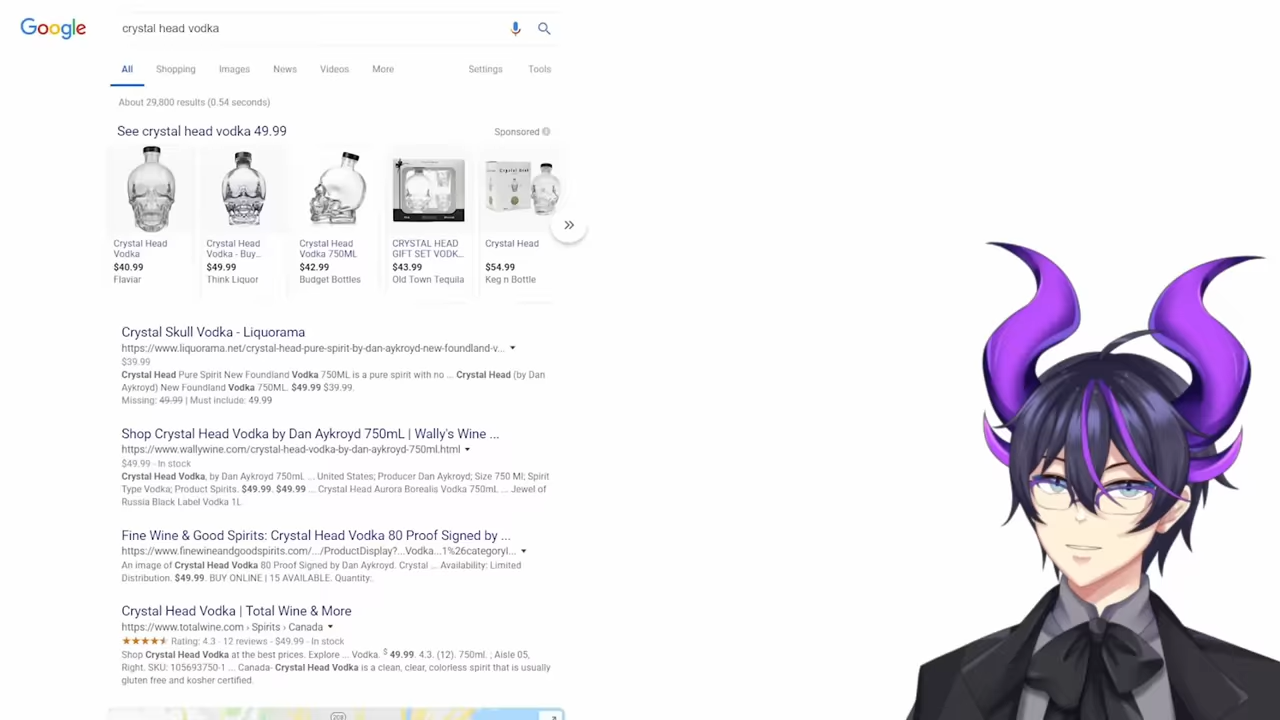 Google
crystal head vodka
All Shopping Images News Videos More Settings Tools
About 29,800 results (0.54 seconds)
See crystal head vodka 49.99
Sponsored
Crystal Head
Crystal Head
Vodka
$40.99
Flaviar
Crystal Head
Vodka - Buy...
$49.99
Think Liquor
Crystal Head
Vodka 750ML
$42.99
Budget Bottles
CRYSTAL HEAD
GIFT SET VODK...
$43.99
Old Town Tequila
Crystal Head
$54.99
Keg n Bottle
Crystal Skull Vodka - Liquorama
https://www.liquorama.net/crystal-head-pure-spirit-by-dan-aykroyd-new-foundland-v...
$39.99
Crystal Head Pure Spirit New Foundland Vodka 750ML is a pure spirit with no ... Crystal Head (by Dan
Aykroyd) New Foundland Vodka 750ML. $49.99 $39.99.
Missing: 49.99 | Must include: 49.99
Shop Crystal Head Vodka by Dan Aykroyd 750mL | Wally's Wine ...
https://www.wallywine.com/crystal-head-vodka-by-dan-aykroyd-750ml.html
$49.99 - In stock
Crystal Head Vodka, by Dan Aykroyd 750mL ... United States; Producer Dan Aykroyd; Size 750 Ml; Spirit
Type Vodka; Product Spirits. $49.99. $49.99 ... Crystal Head Aurora Borealis Vodka 750mL ... Jewel of
Russia Black Label Vodka 1L
Fine Wine & Good Spirits: Crystal Head Vodka 80 Proof Signed by ...
https://www.finewineandgoodspirits.com/.../ProductDisplay?...Vodka...1%26categoryI...
An image of Crystal Head Vodka 80 Proof Signed by Dan Aykroyd. Crystal ... Availability: Limited
Distribution. $49.99. BUY ONLINE | 15 AVAILABLE. Quantity:.
Crystal Head Vodka | Total Wine & More
https://www.totalwine.com › Spirits › Canada
Rating: 4.3 - 12 reviews - $49.99 - In stock
Shop Crystal Head Vodka at the best prices. Explore ... Vodka. $ 49.99. 4.3. (12). 750ml. ; Aisle 05,
Right. SKU: 105693750-1 ... Canada- Crystal Head Vodka is a clean, clear, colorless spirit that is usually
gluten free and kosher certified.
208